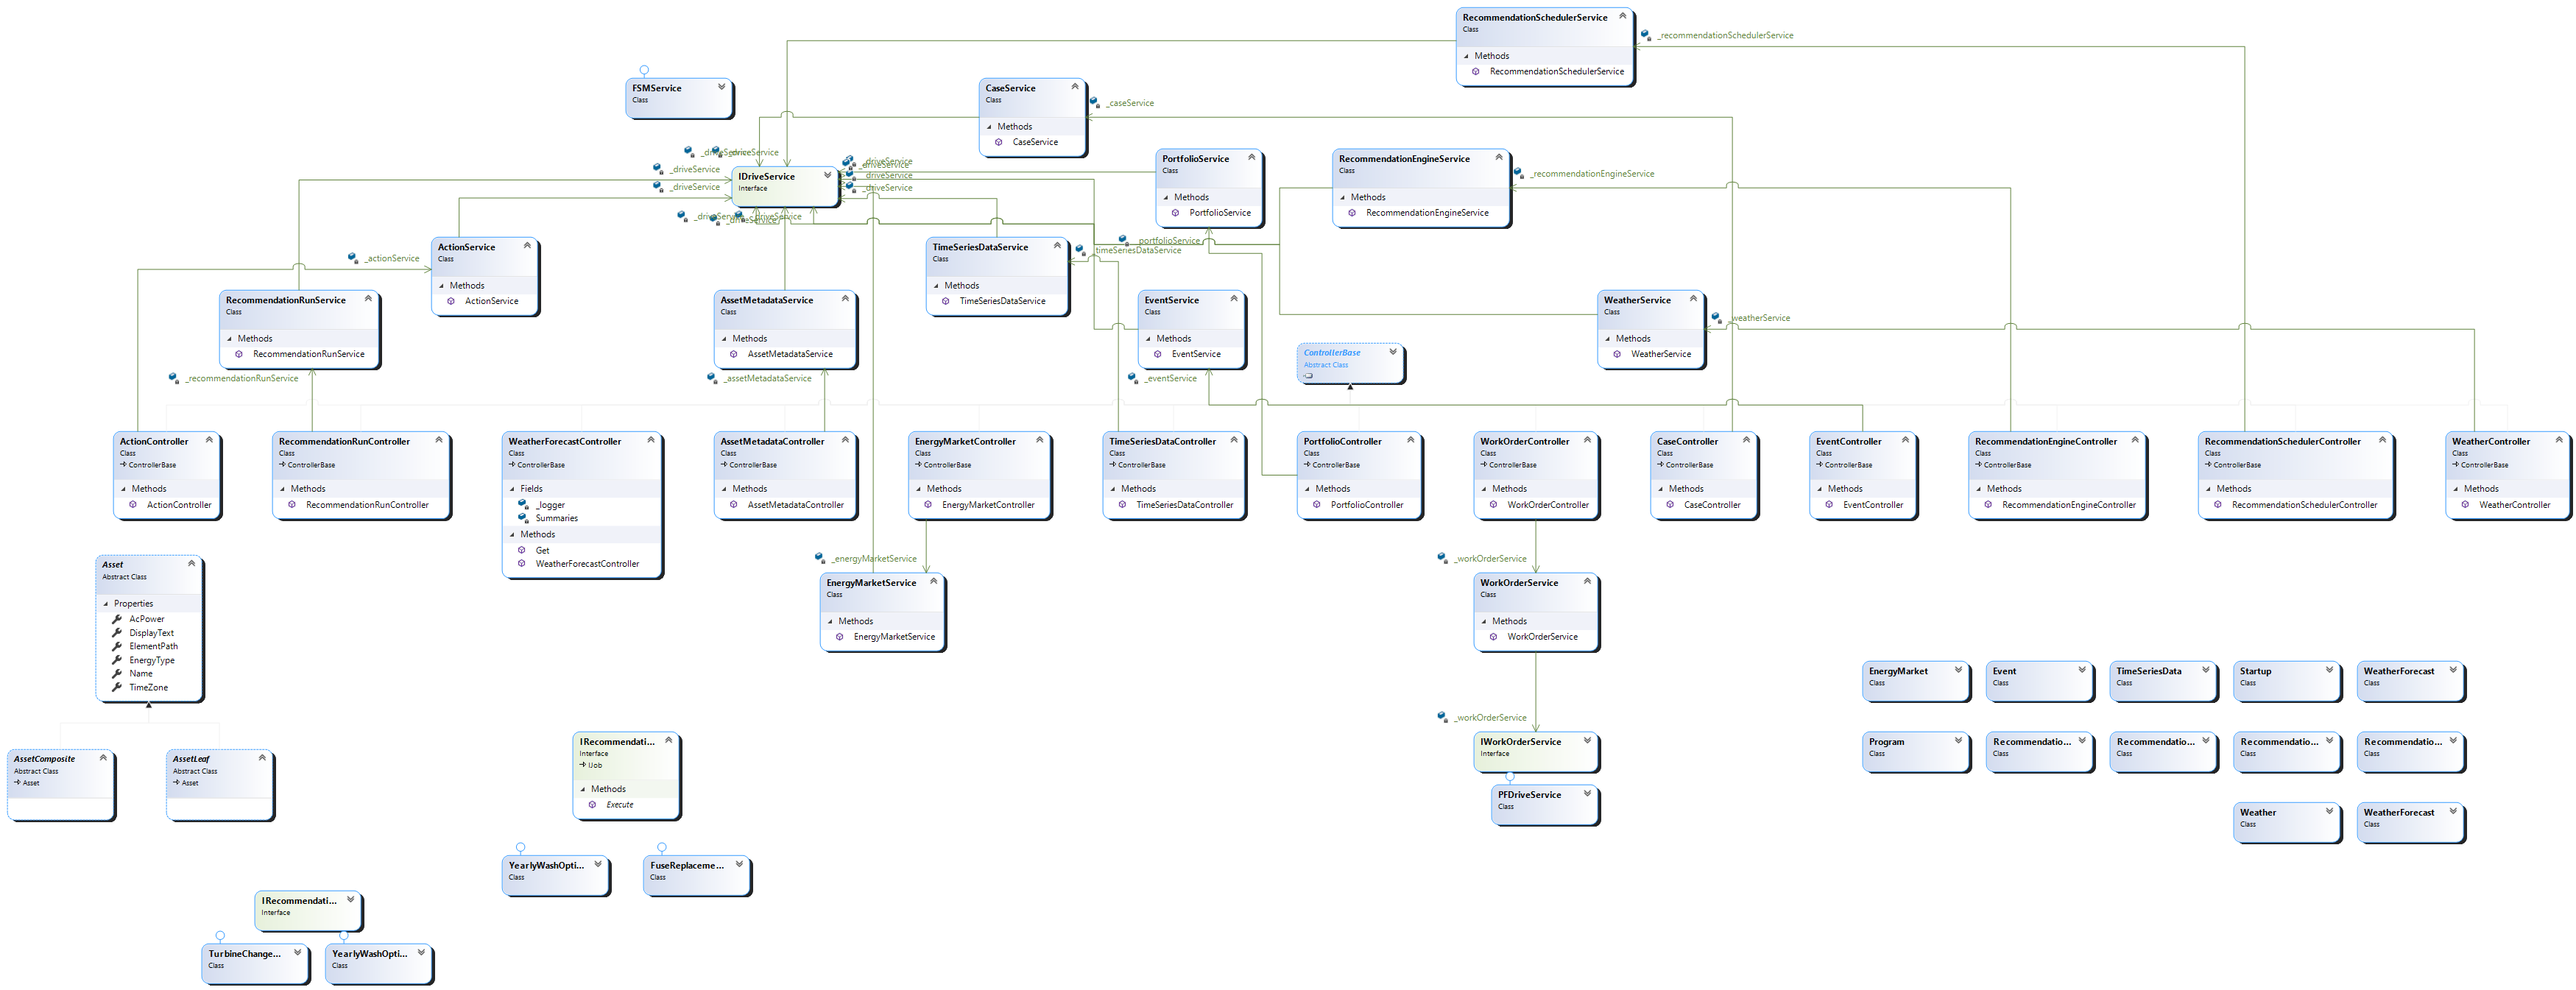 RecommendationSchedulerService
Class
Methods
RecommendationSchedulerService
_recommendationSchedulerService
FSMService
Class
CaseService
Class
Methods
CaseService
_caseService
_driveService
_driveService
_driveService
_driveService
_driveService
_driveService
_driveService
IDriveService
Interface
_driveService
_driveService
PortfolioService
Class
Methods
PortfolioService
RecommendationEngineService
Class
Methods
RecommendationEngineService
_recommendationEngineService
ActionService
Class
Methods
ActionService
_actionService
TimeSeriesDataService
Class
Methods
TimeSeriesDataService
_portfolioService
_timeSeriesDataService
RecommendationRunService
Class
Methods
RecommendationRunService
_recommendationRunService
AssetMetadataService
Class
Methods
AssetMetadataService
_assetMetadataService
EventService
Class
Methods
EventService
_eventService
WeatherService
Class
Methods
WeatherService
_weatherService
ControllerBase
Abstract Class
ActionController
Class
ControllerBase
Methods
ActionController
RecommendationRunController
Class
ControllerBase
Methods
RecommendationRunController
WeatherForecastController
Class
ControllerBase
Fields
_logger
Summaries
Methods
Get
WeatherForecastController
AssetMetadataController
Class
ControllerBase
Methods
AssetMetadataController
EnergyMarketController
Class
ControllerBase
Methods
EnergyMarketController
TimeSeriesDataController
Class
ControllerBase
Methods
TimeSeriesDataController
PortfolioController
Class
ControllerBase
Methods
PortfolioController
WorkOrderController
Class
ControllerBase
Methods
WorkOrderController
CaseController
Class
ControllerBase
Methods
CaseController
EventController
Class
ControllerBase
Methods
EventController
RecommendationEngineController
Class
ControllerBase
Methods
RecommendationEngineController
RecommendationSchedulerController
Class
ControllerBase
Methods
RecommendationSchedulerController
WeatherController
Class
ControllerBase
Methods
WeatherController
Asset
Abstract Class
Properties
AcPower
DisplayText
ElementPath
EnergyType
Name
TimeZone
_energyMarketService
EnergyMarketService
Class
Methods
EnergyMarketService
_workOrderService
WorkOrderService
Class
Methods
WorkOrderService
_workOrderService
IWorkOrderService
Interface
PFDriveService
Class
EnergyMarket
Class
Event
Class
TimeSeriesData
Class
Startup
Class
WeatherForecast
Class
Program
Class
Recommendatio...
Class
Recommendatio...
Class
Recommendatio...
Class
Recommendatio...
Class
Weather
Class
WeatherForecast
Class
AssetComposite
Abstract Class
Asset
AssetLeaf
Abstract Class
Asset
IRecommendati...
Interface
IJob
Methods
Execute
YearlyWashOpti...
Class
FuseReplaceme...
Class
IRecommendati...
Interface
TurbineChange...
Class
YearlyWashOpti...
Class